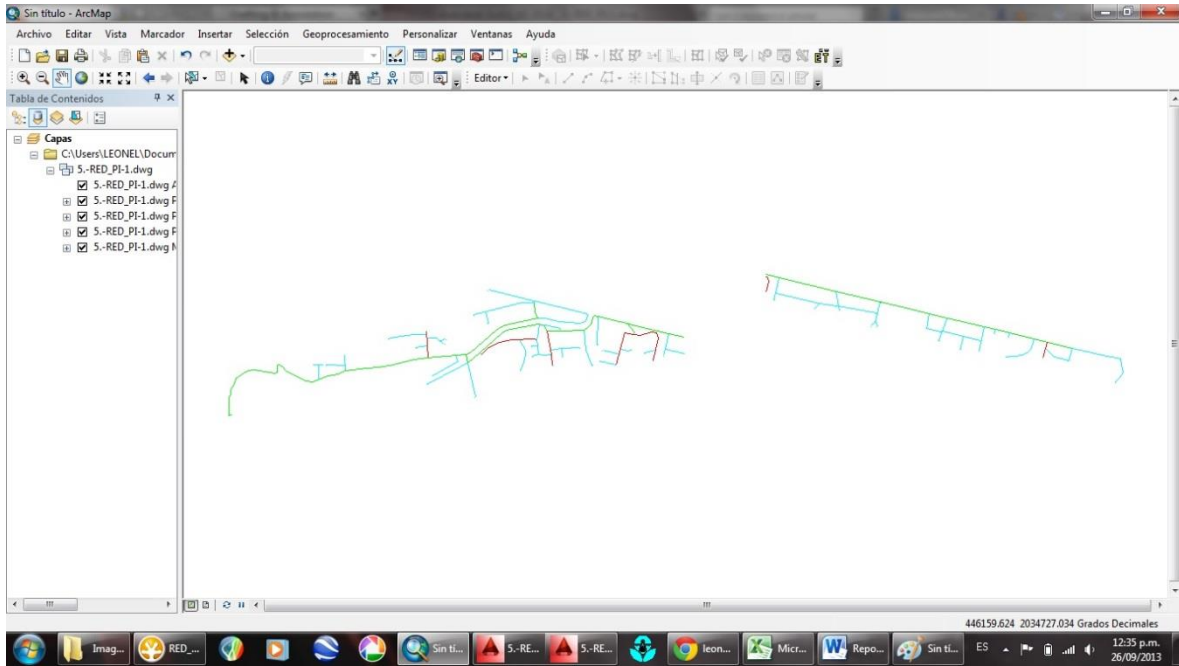 Sin título - ArcMap
Archivo Editar Vista Marcador Insertar Selección Geoprocesamiento Personalizar Ventanas Ayuda
Editor
Tabla de Contenidos
Capas
C:\Users\LEONEL\Docum
5.-RED_PI-1.dwg
5.-RED_PI-1.dwg A
5.-RED_PI-1.dwg P
5.-RED_PI-1.dwg P
5.-RED_PI-1.dwg P
5.-RED_PI-1.dwg M
446159.624 2034727.034 Grados Decimales
Imag... RED_... Sin tí... 5.-RE... 5.-RE... leon... Micr... Repo... Sin tí... ES 12:35 p.m.
26/09/2013